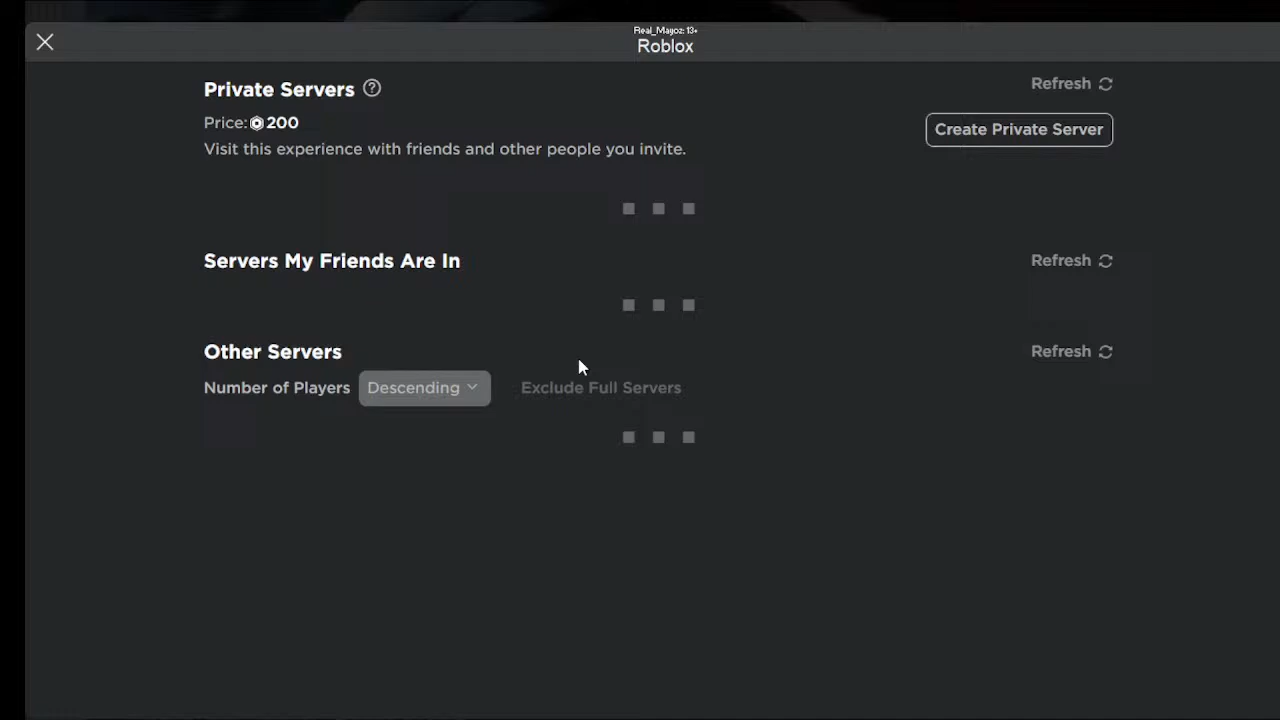 Real_Mayoz: 13+
Roblox
Private Servers
Refresh
Price: 200
Create Private Server
Visit this experience with friends and other people you invite.
Servers My Friends Are In
Refresh
Other Servers
Refresh
Number of Players Descending Exclude Full Servers